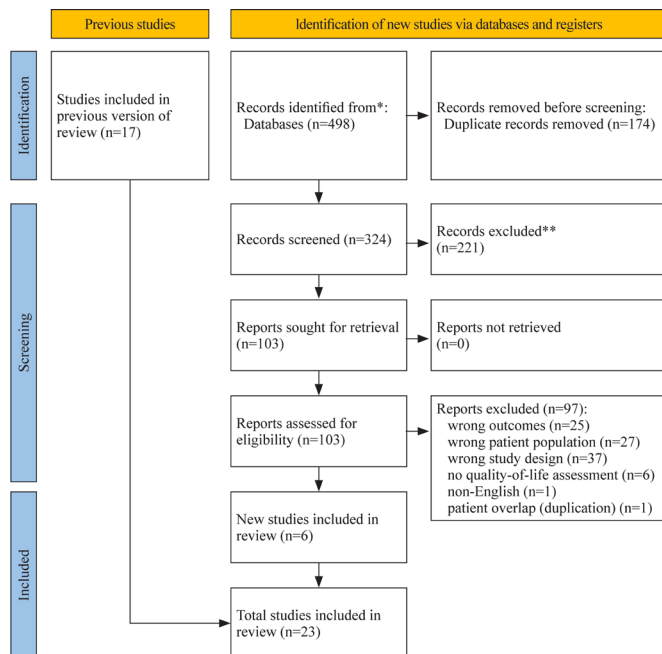 Previous studies
Identification of new studies via databases and registers
Identification
Studies included in
previous version of
review (n=17)
Records identified from*:
Databases (n=498)
Records removed before screening:
Duplicate records removed (n=174)
Screening
Records screened (n=324)
Records excluded**
(n=221)
Reports sought for retrieval
(n=103)
Reports not retrieved
(n=0)
Reports assessed for
eligibility (n=103)
Reports excluded (n=97):
wrong outcomes (n=25)
wrong patient population (n=27)
wrong study design (n=37)
no quality-of-life assessment (n=6)
non-English (n=1)
patient overlap (duplication) (n=1)
Included
New studies included in
review (n=6)
Total studies included in
review (n=23)